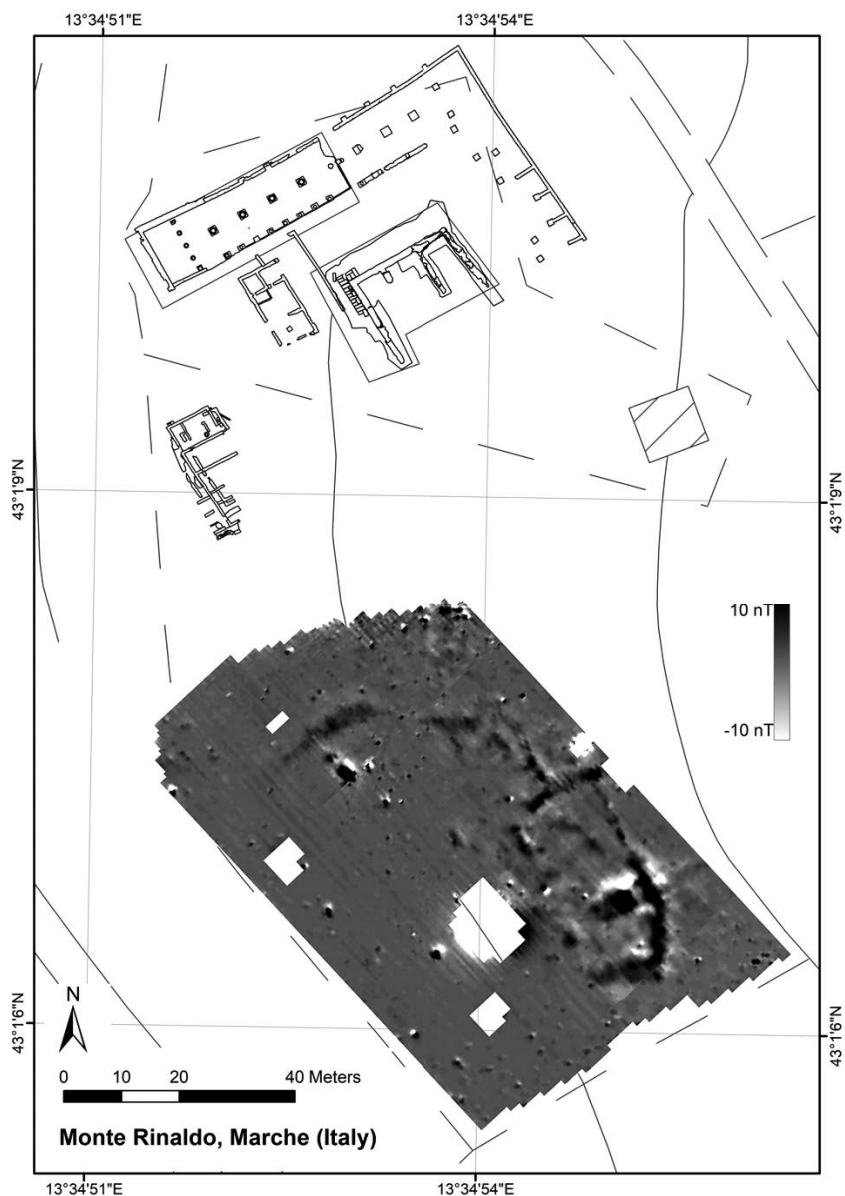 13°34'51"E 13°34'54"E
43°1'9"N 43°1'9"N
10 nT
-10 nT
43°1'6"N 43°1'6"N
N
0 10 20 40 Meters
Monte Rinaldo, Marche (Italy)
13°34'51"E 13°34'54"E